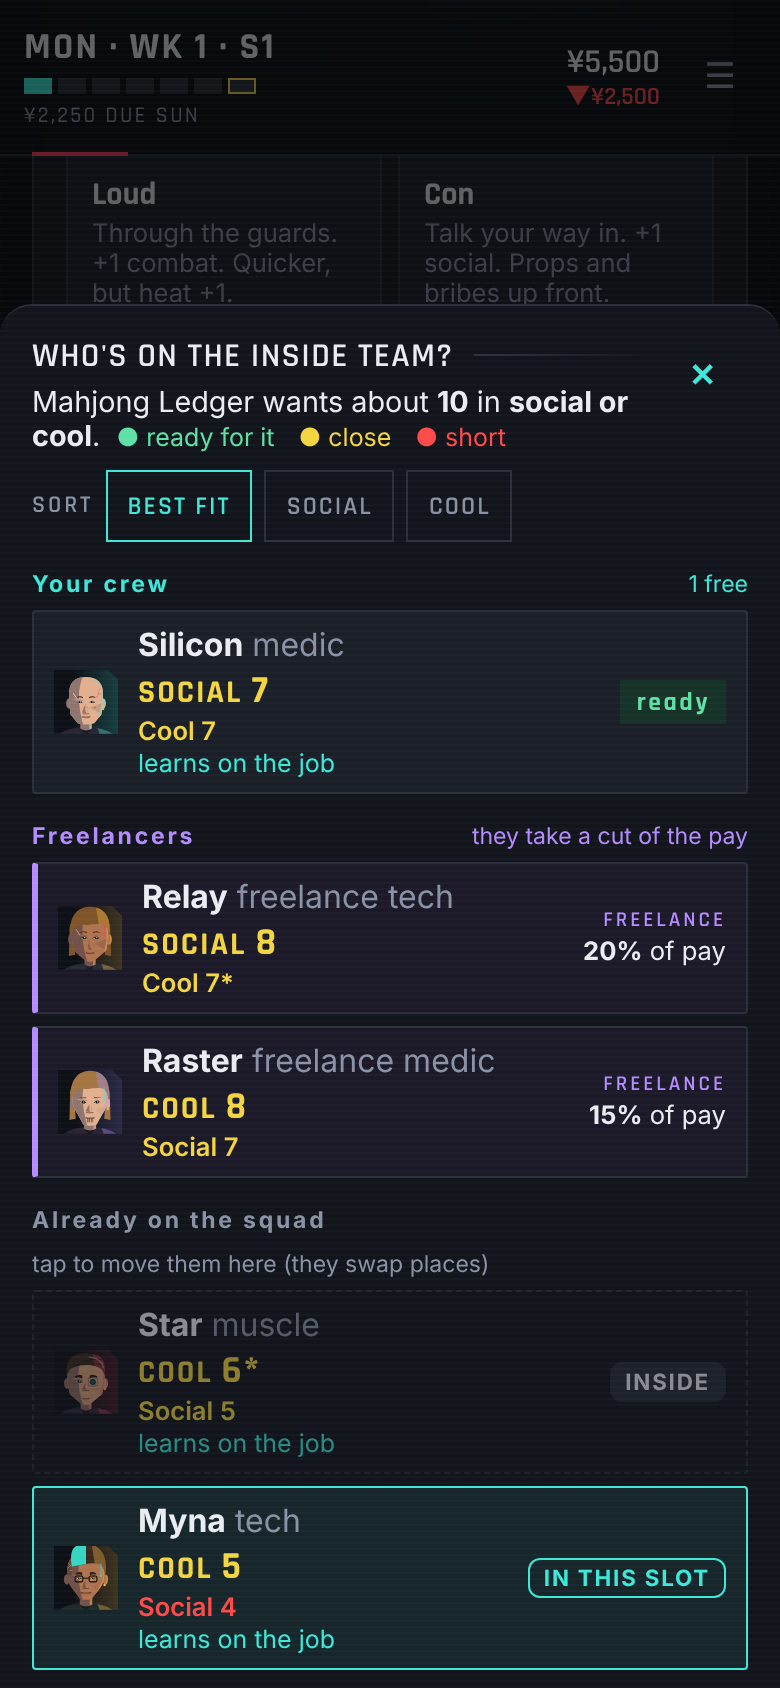 MON · WK 1 · S1
¥2,250 DUE SUN
¥5,500
▼¥2,500
☰
Loud
Through the guards.
+1 combat. Quicker,
but heat +1.
Con
Talk your way in. +1
social. Props and
bribes up front.
WHO'S ON THE INSIDE TEAM?
✕
Mahjong Ledger wants about 10 in social or
cool. ● ready for it ● close ● short
SORT BEST FIT SOCIAL COOL
Your crew 1 free
Silicon medic
SOCIAL 7
Cool 7
learns on the job
ready
Freelancers they take a cut of the pay
Relay freelance tech
SOCIAL 8
Cool 7*
FREELANCE
20% of pay
Raster freelance medic
COOL 8
Social 7
FREELANCE
15% of pay
Already on the squad
tap to move them here (they swap places)
Star muscle
COOL 6*
Social 5
learns on the job
INSIDE
Myna tech
COOL 5
Social 4
learns on the job
IN THIS SLOT